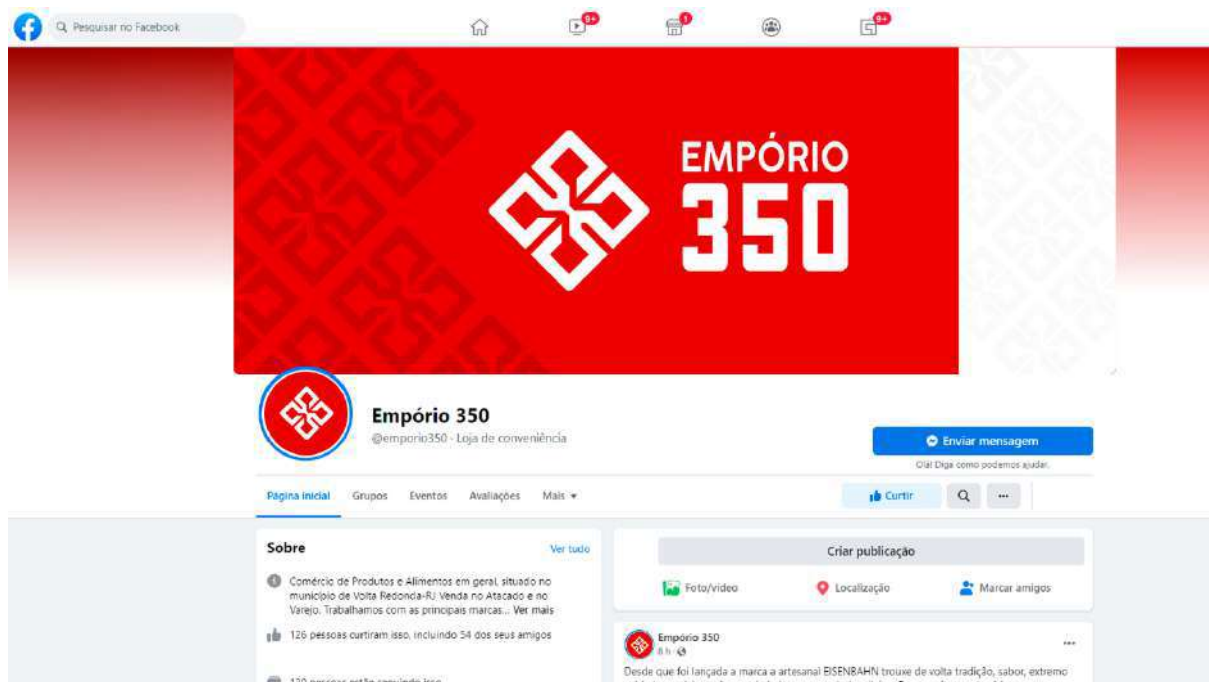 Pesquisar no Facebook
9+
1
9+
EMPÓRIO
350
Empório 350
@emporio350 · Loja de conveniência
Enviar mensagem
Olá! Diga como podemos ajudar.
Página inicial Grupos Eventos Avaliações Mais
Curtir
Sobre
Ver tudo
Comércio de Produtos e Alimentos em geral, situado no
município de Volta Redonda-RJ Venda no Atacado e no
Varejo. Trabalhamos com as principais marcas... Ver mais
126 pessoas curtiram isso, incluindo 54 dos seus amigos
Criar publicação
Foto/vídeo Localização Marcar amigos
Empório 350
8 h
Desde que foi lançada a marca a artesanal EISENBAHN trouxe de volta tradição, sabor, extremo